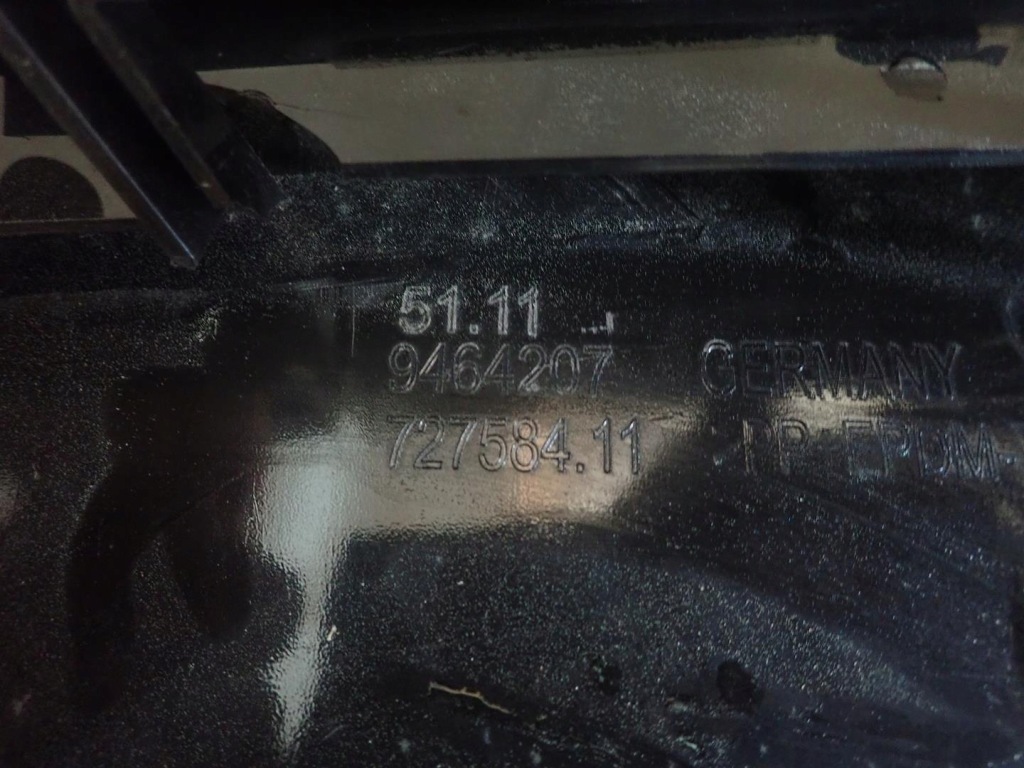 51.11
9464207
727584.11
GERMANY
>PP EPDM-